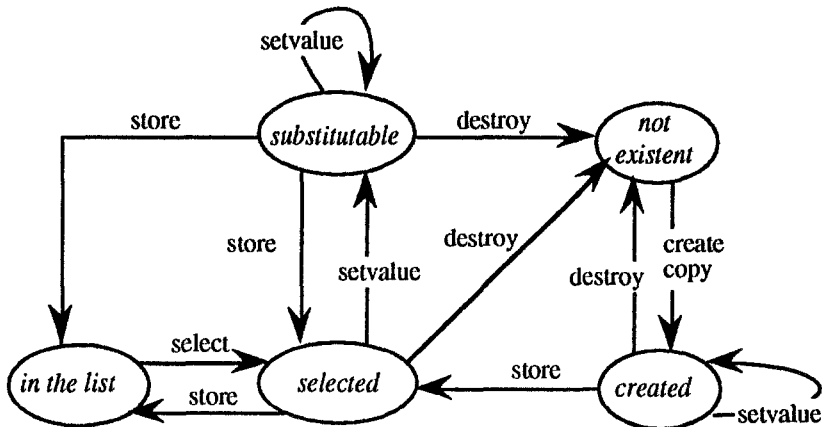 setvalue
store
substitutable
destroy
not
existent
store
setvalue
destroy
destroy
create
copy
in the list
select
store
selected
store
created
setvalue